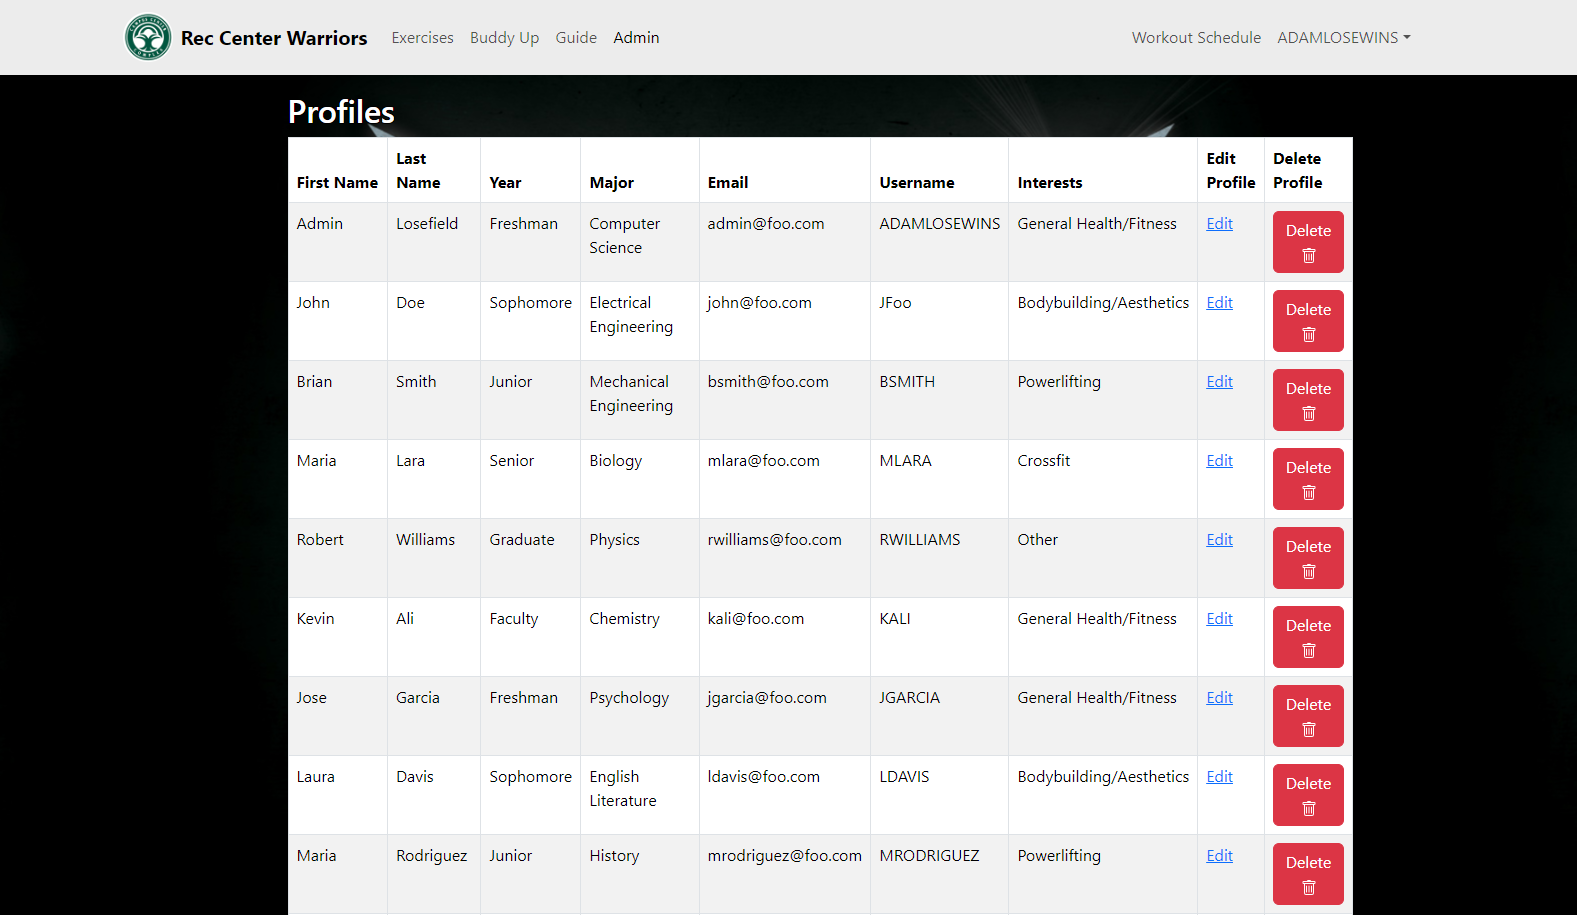 Rec Center Warriors Exercises Buddy Up Guide Admin Workout Schedule ADAMLOSEWINS
Profiles
First Name Last Name Year Major Email Username Interests Edit Profile Delete Profile
Admin Losefield Freshman Computer Science admin@foo.com ADAMLOSEWINS General Health/Fitness Edit Delete
John Doe Sophomore Electrical Engineering john@foo.com JFoo Bodybuilding/Aesthetics Edit Delete
Brian Smith Junior Mechanical Engineering bsmith@foo.com BSMITH Powerlifting Edit Delete
Maria Lara Senior Biology mlara@foo.com MLARA Crossfit Edit Delete
Robert Williams Graduate Physics rwilliams@foo.com RWILLIAMS Other Edit Delete
Kevin Ali Faculty Chemistry kali@foo.com KALI General Health/Fitness Edit Delete
Jose Garcia Freshman Psychology jgarcia@foo.com JGARCIA General Health/Fitness Edit Delete
Laura Davis Sophomore English Literature ldavis@foo.com LDAVIS Bodybuilding/Aesthetics Edit Delete
Maria Rodriguez Junior History mrodriguez@foo.com MRODRIGUEZ Powerlifting Edit Delete